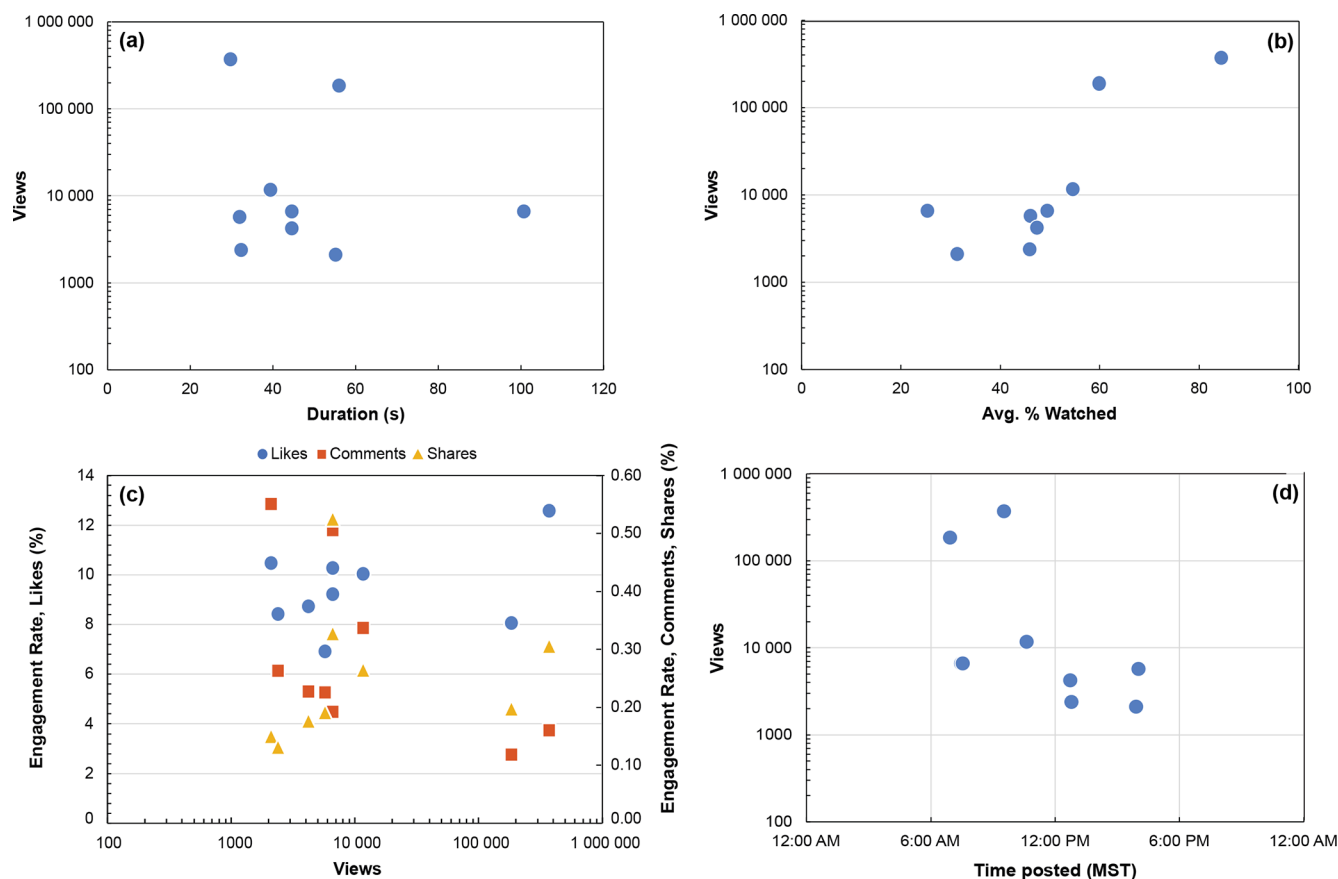 (a)
1 000 000
100 000
10 000
1000
100
Views
0 20 40 60 80 100 120
Duration (s)
(b)
1 000 000
100 000
10 000
1000
100
Views
0 20 40 60 80 100
Avg. % Watched
Likes Comments Shares
(c)
14
12
10
8
6
4
2
0
Engagement Rate, Likes (%)
0.60
0.50
0.40
0.30
0.20
0.10
0.00
Engagement Rate, Comments, Shares (%)
100 1000 10 000 100 000 1 000 000
Views
(d)
1 000 000
100 000
10 000
1000
100
Views
12:00 AM 6:00 AM 12:00 PM 6:00 PM 12:00 AM
Time posted (MST)